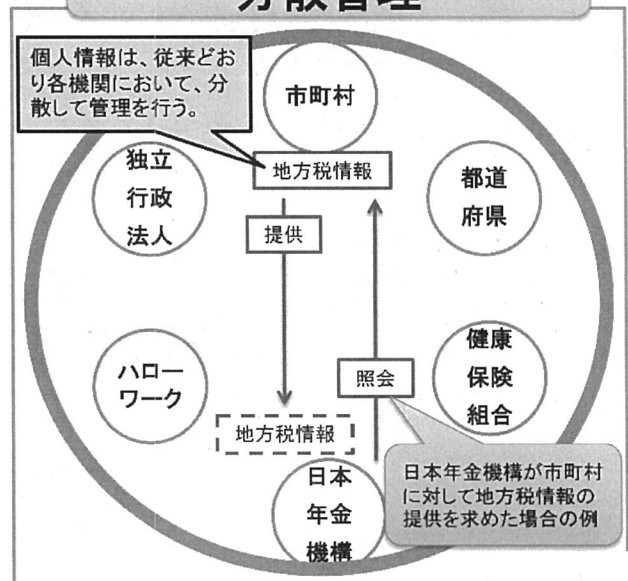 分散管理
個人情報は、従来どお
り各機関において、分
散して管理を行う。
市町村
地方税情報
独立
行政
法人
都道
府県
提供
ハロー
ワーク
照会
健康
保険
組合
地方税情報
日本
年金
機構
日本年金機構が市町村
に対して地方税情報の
提供を求めた場合の例